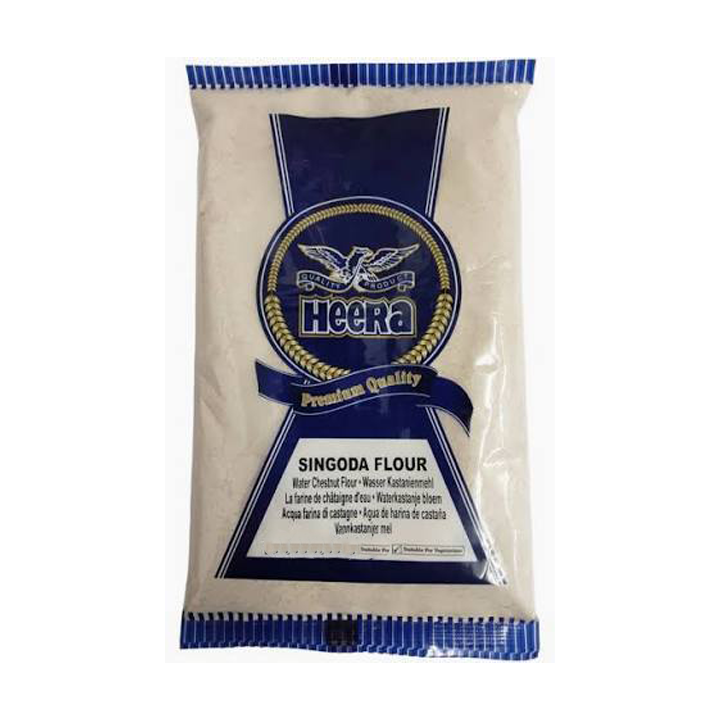 QUALITY PRODUCT
HEERa
Premium Quality
SINGODA FLOUR
Water Chestnut Flour • Wasser Kastanienmehl
La farine de châtaigne d'eau • Waterkastanje bloem
Acqua farina di castagne • Agua de harina de castaña
Vannkastanjer mel
Suitable For Vegetarians